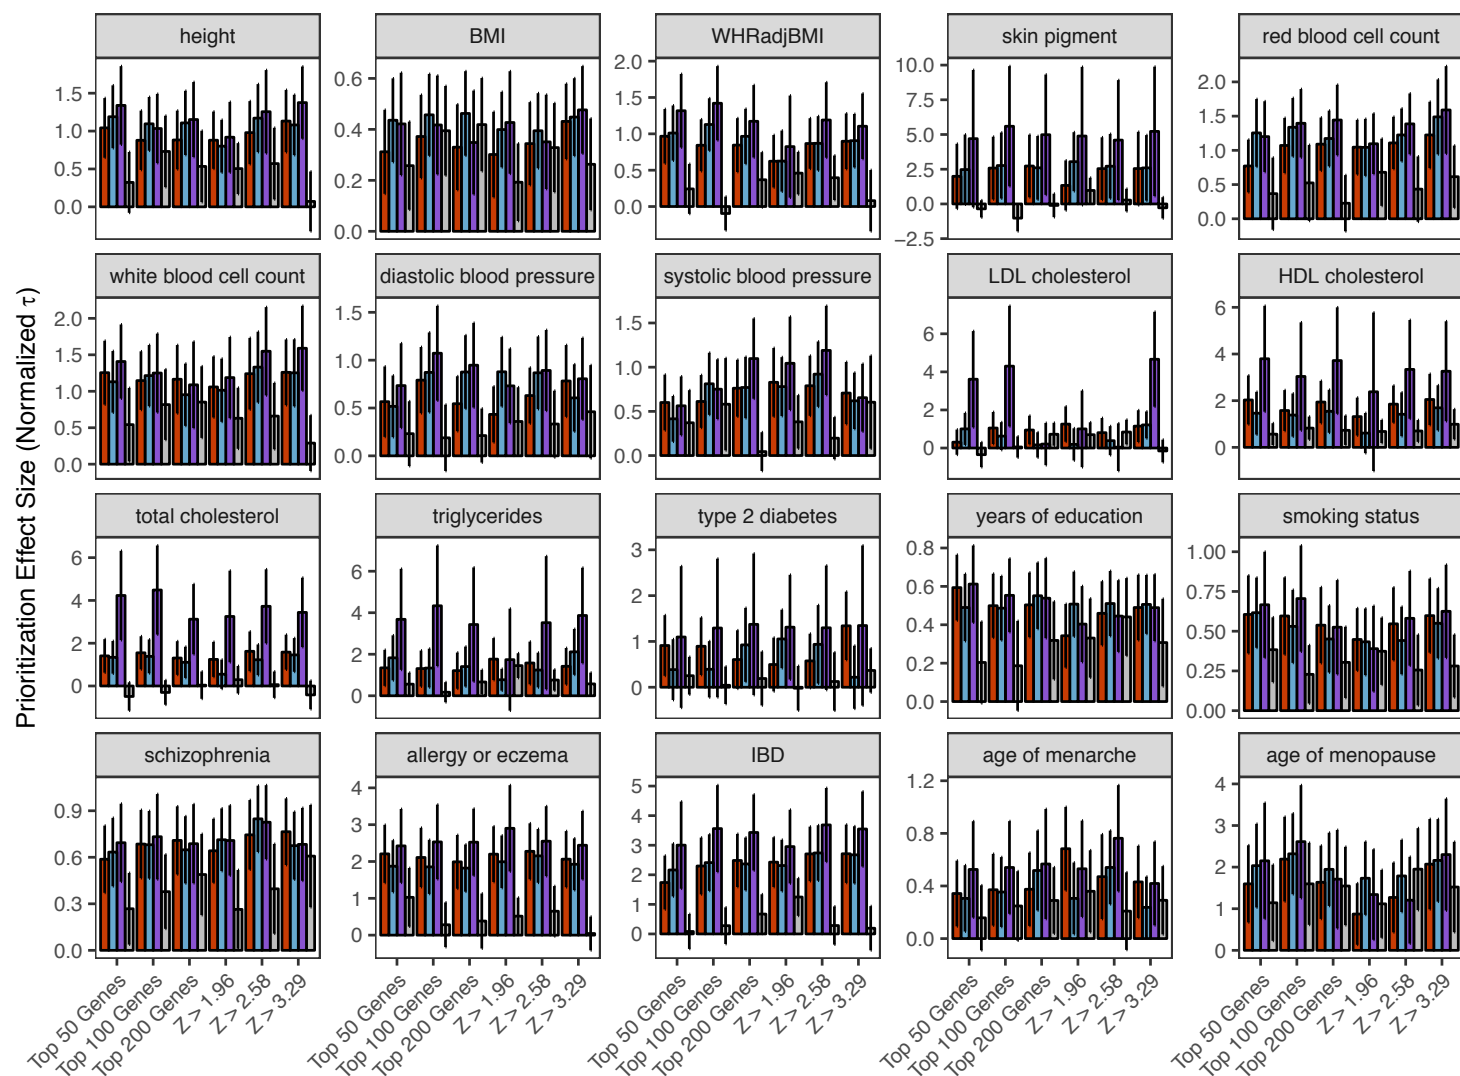 height BMI WHRadjBMI skin pigment red blood cell count
1.5
1.0
0.5
0.0
0.6
0.4
0.2
0.0
2.0
1.5
1.0
0.5
0.0
10.0
7.5
5.0
2.5
0.0
−2.5
2.0
1.5
1.0
0.5
0.0
Prioritization Effect Size (Normalized τ)
white blood cell count diastolic blood pressure systolic blood pressure LDL cholesterol HDL cholesterol
2.0
1.5
1.0
0.5
0.0
1.5
1.0
0.5
0.0
1.5
1.0
0.5
0.0
6
4
2
0
6
4
2
0
total cholesterol triglycerides type 2 diabetes years of education smoking status
6
4
2
0
6
4
2
0
3
2
1
0
0.8
0.6
0.4
0.2
0.0
1.00
0.75
0.50
0.25
0.00
schizophrenia allergy or eczema IBD age of menarche age of menopause
0.9
0.6
0.3
0.0
4
3
2
1
0
5
4
3
2
1
0
1.2
0.8
0.4
0.0
4
3
2
1
0
Top 50 Genes
Top 100 Genes
Top 200 Genes
Z > 1.96
Z > 2.58
Z > 3.29
Top 50 Genes
Top 100 Genes
Top 200 Genes
Z > 1.96
Z > 2.58
Z > 3.29
Top 50 Genes
Top 100 Genes
Top 200 Genes
Z > 1.96
Z > 2.58
Z > 3.29
Top 50 Genes
Top 100 Genes
Top 200 Genes
Z > 1.96
Z > 2.58
Z > 3.29
Top 50 Genes
Top 100 Genes
Top 200 Genes
Z > 1.96
Z > 2.58
Z > 3.29